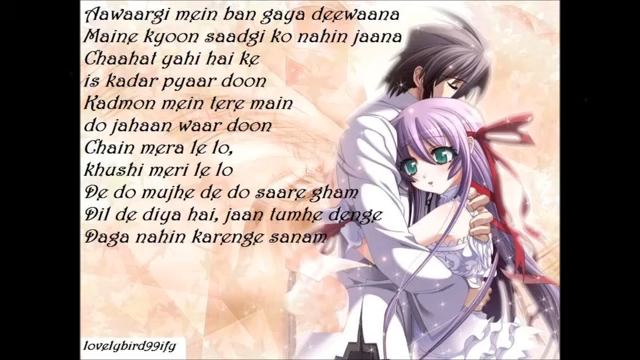 Aawaargi mein ban gaya deewaana
Maine kyoon saadgi ko nahin jaana
Chaahat yahi hai ke
is kadar pyaar doon
Kadmon mein tere main
do jahaan waar doon
Chain mera le lo,
khushi meri le lo
De do mujhe de do saare gham
Dil de diya hai, jaan tumhe denge
Daga nahin karenge sanam
lovelybird99ify